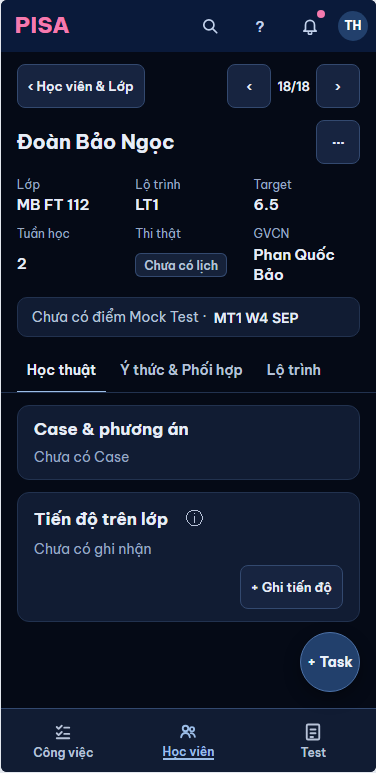 PISA
?
TH
‹ Học viên & Lớp
‹
18/18
›
Đoàn Bảo Ngọc
...
Lớp
Lộ trình
Target
MB FT 112
LT1
6.5
Tuần học
Thi thật
GVCN
2
Chưa có lịch
Phan Quốc
Bảo
Chưa có điểm Mock Test · MT1 W4 SEP
Học thuật
Ý thức & Phối hợp
Lộ trình
Case & phương án
Chưa có Case
Tiến độ trên lớp ⓘ
Chưa có ghi nhận
+ Ghi tiến độ
+ Task
Công việc
Học viên
Test